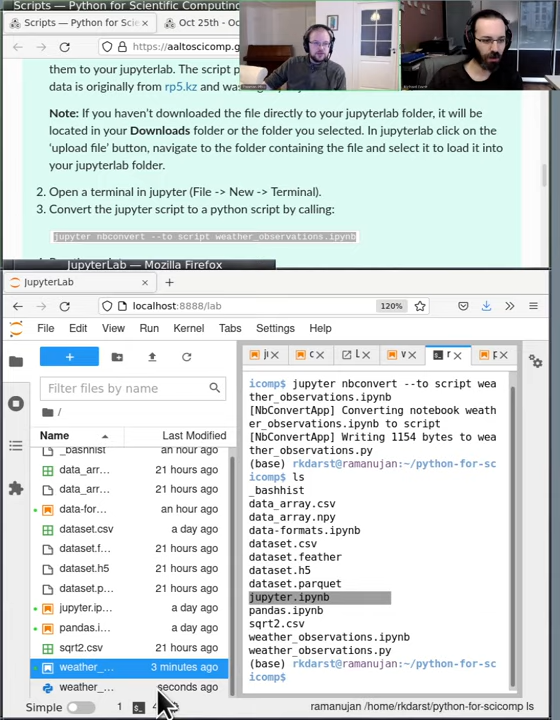 Scripts — Python for Scientific Computing
Scripts — Python for Scie
Oct 25th - Oc
https://aaltoscicomp.g
them to your jupyterlab. The script p
data is originally from rp5.kz and was
Note: If you haven't downloaded the file directly to your jupyterlab folder, it will be
located in your Downloads folder or the folder you selected. In jupyterlab click on the
'upload file' button, navigate to the folder containing the file and select it to load it into
your jupyterlab folder.
2. Open a terminal in jupyter (File -> New -> Terminal).
3. Convert the jupyter script to a python script by calling:
jupyter nbconvert --to script weather_observations.ipynb
JupyterLab — Mozilla Firefox
JupyterLab
localhost:8888/lab
120%
File Edit View Run Kernel Tabs Settings Help
Filter files by name
/
Name Last Modified
_bashhist an hour ago
data_arr... 21 hours ago
data_arr... 21 hours ago
data-for... an hour ago
dataset.csv a day ago
dataset.f... 21 hours ago
dataset.h5 21 hours ago
dataset.p... 21 hours ago
jupyter.ip... a day ago
pandas.i... a day ago
sqrt2.csv 21 hours ago
weather_... 3 minutes ago
weather_... seconds ago
icomp$ jupyter nbconvert --to script wea
ther_observations.ipynb
[NbConvertApp] Converting notebook weath
er_observations.ipynb to script
[NbConvertApp] Writing 1154 bytes to wea
ther_observations.py
(base) rkdarst@ramanujan:~/python-for-sc
icomp$ ls
_bashhist
data_array.csv
data_array.npy
data-formats.ipynb
dataset.csv
dataset.feather
dataset.h5
dataset.parquet
jupyter.ipynb
pandas.ipynb
sqrt2.csv
weather_observations.ipynb
weather_observations.py
(base) rkdarst@ramanujan:~/python-for-sc
icomp$
Simple 1
ramanujan /home/rkdarst/python-for-scicomp ls